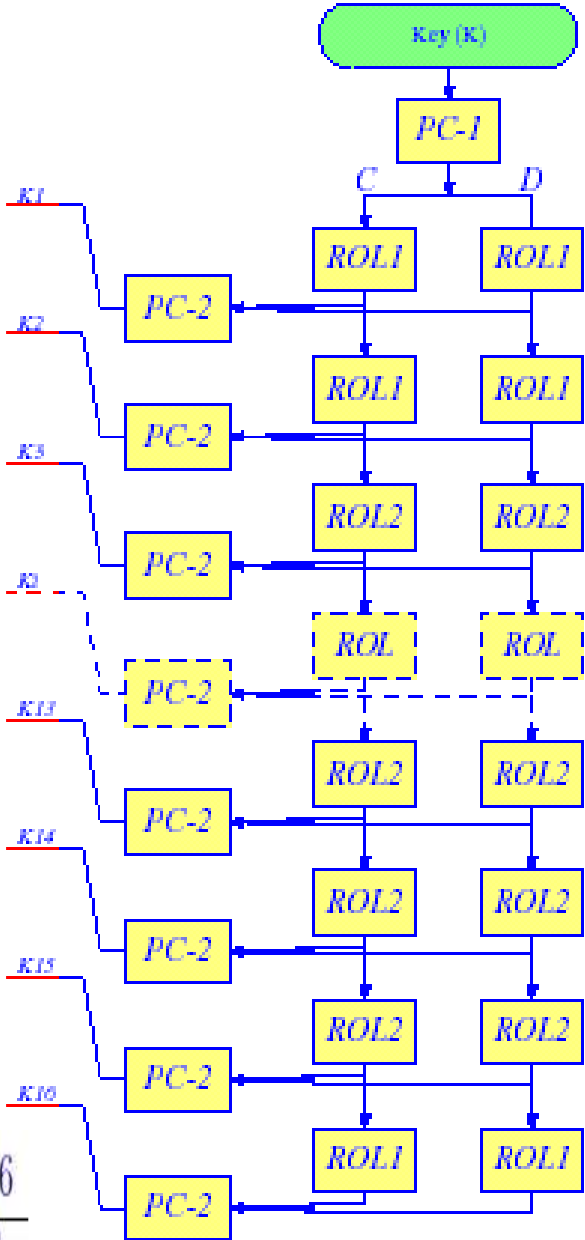 Key (K)
PC-1
C D
K1
ROL1 ROL1
PC-2
K2
ROL1 ROL1
PC-2
K3
ROL2 ROL2
PC-2
ROL ROL
PC-2
K13
ROL2 ROL2
PC-2
K14
ROL2 ROL2
PC-2
K15
ROL2 ROL2
PC-2
K16
ROL1 ROL1
6
PC-2